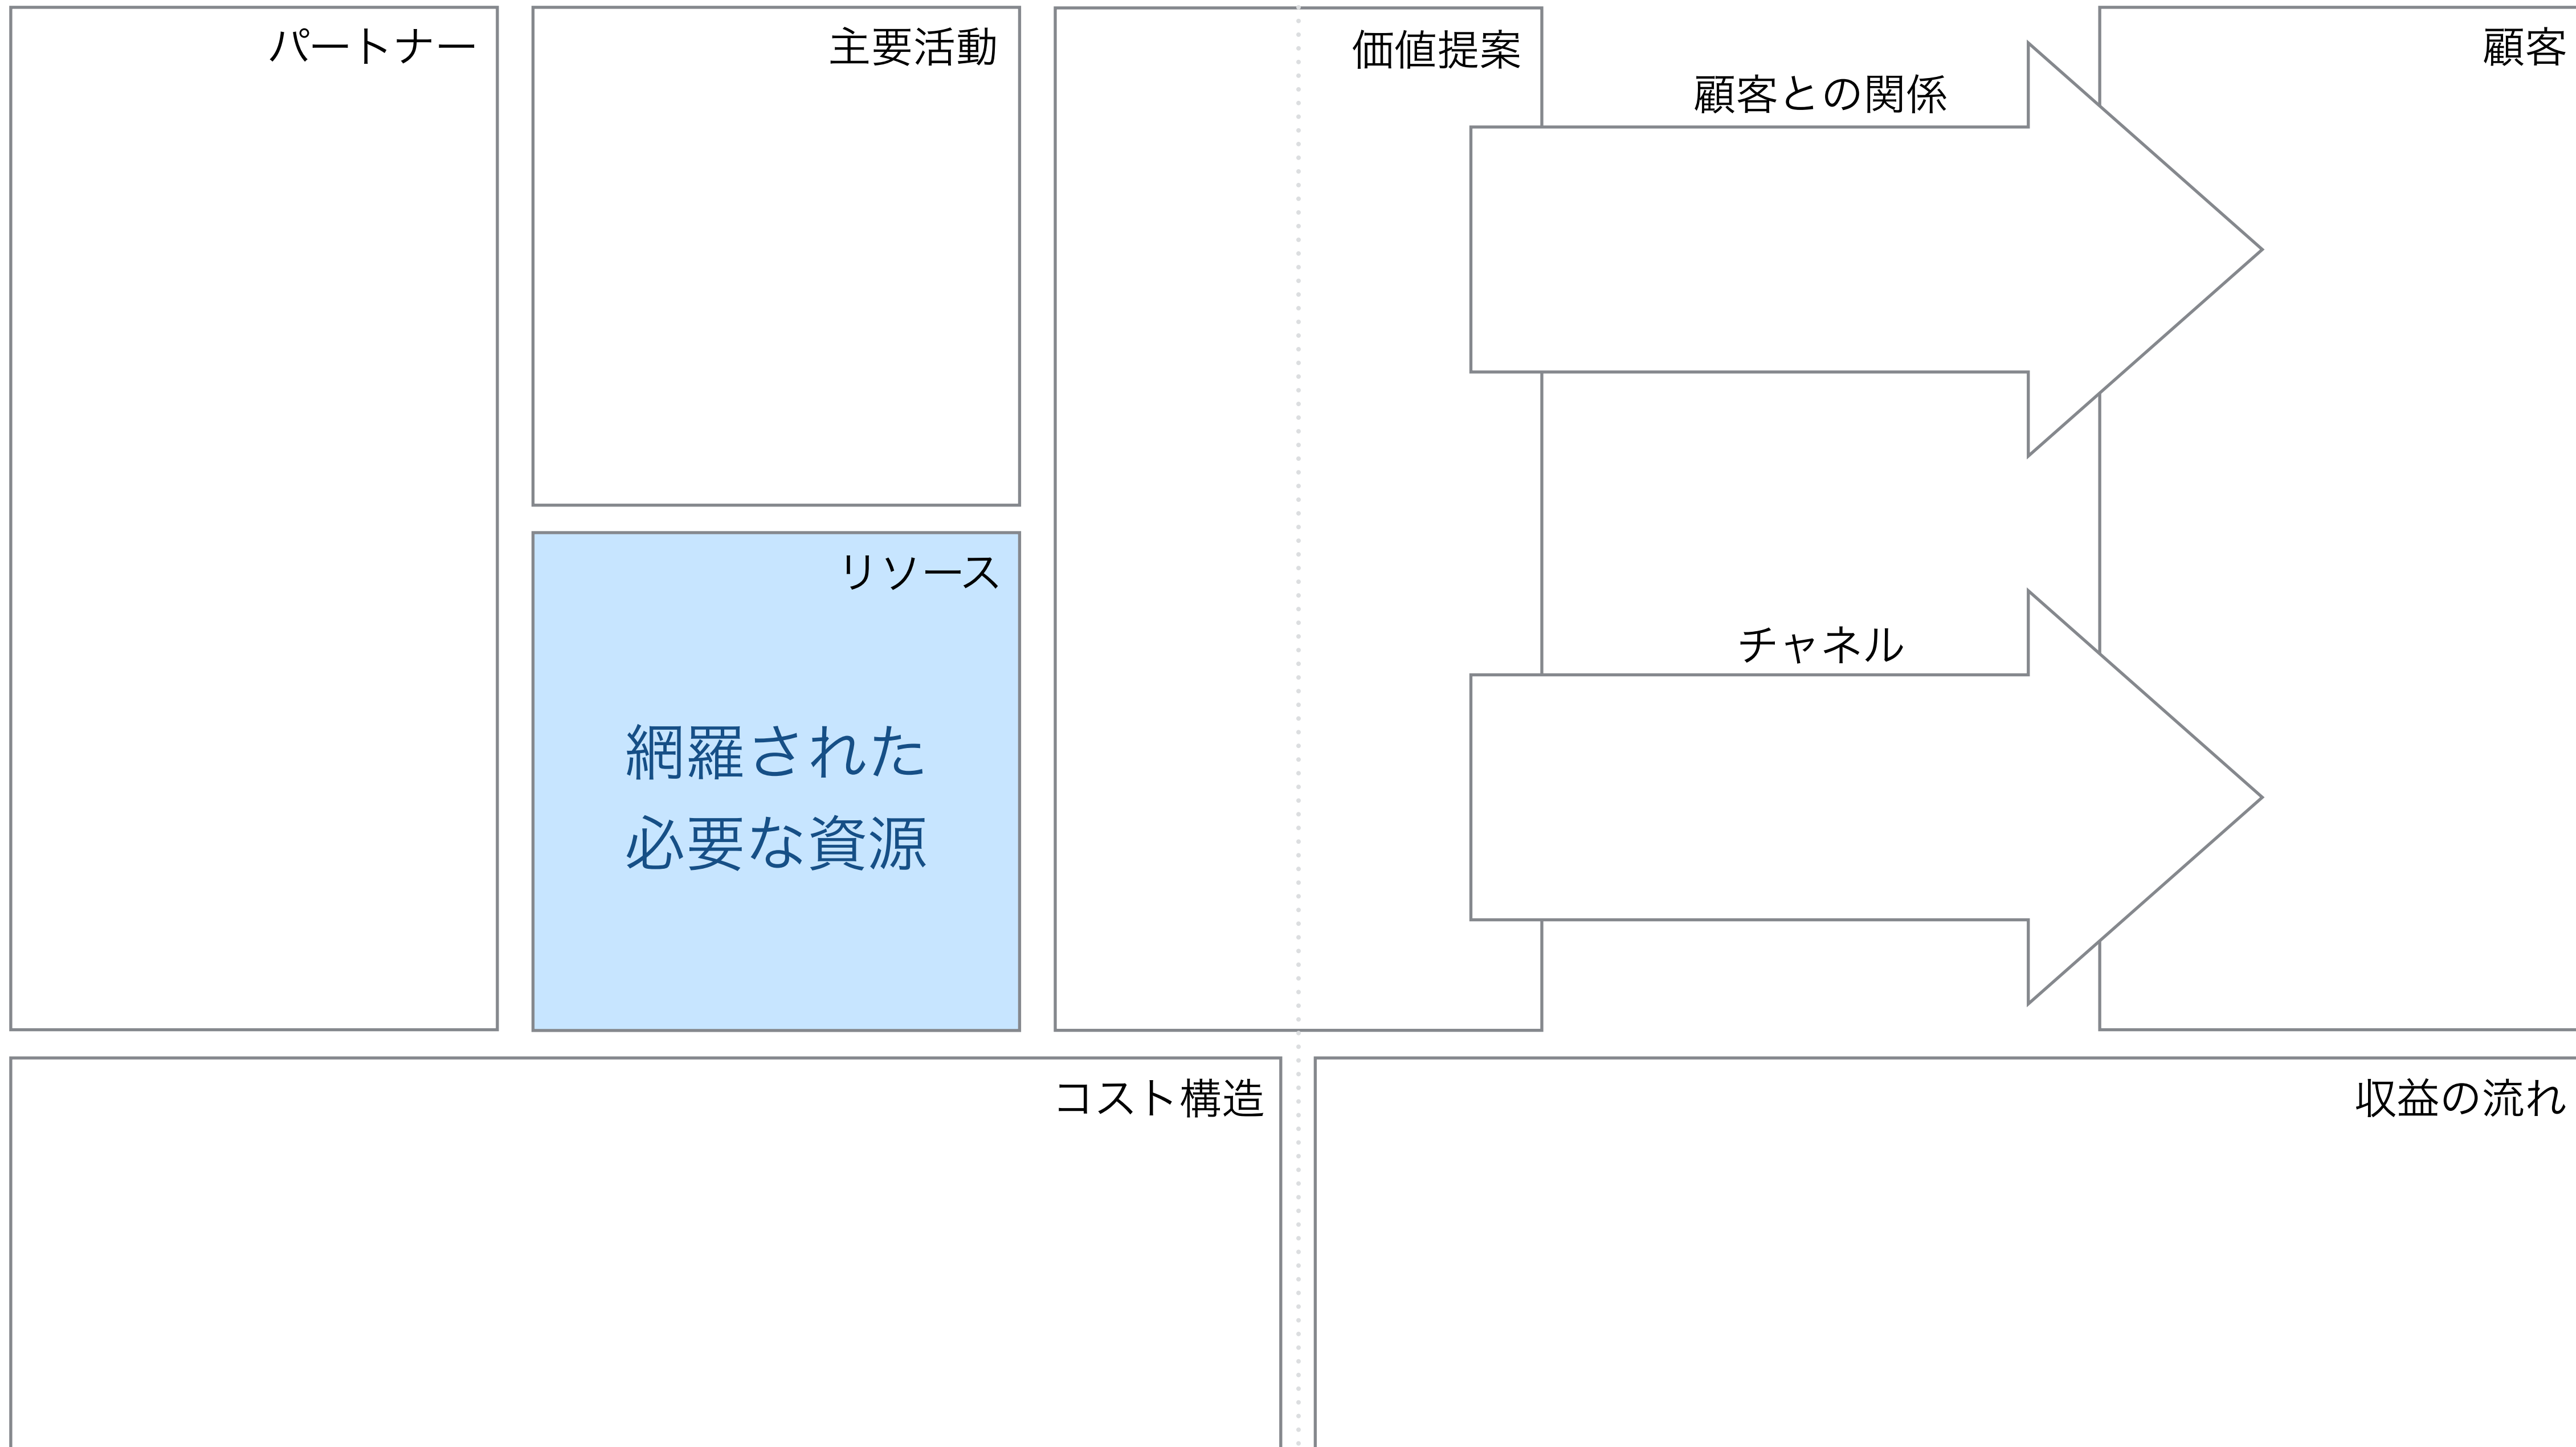 パートナー
主要活動
価値提案
顧客との関係
顧客
リソース
網羅された
必要な資源
チャネル
コスト構造
収益の流れ